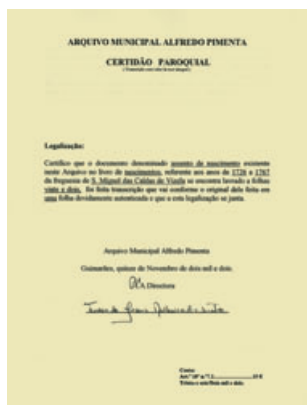 ARQUIVO MUNICIPAL ALFREDO PIMENTA
CERTIDÃO PAROQUIAL
Legalização:
Certifico que o documento denominado assento de nascimento existente
neste Arquivo no livro de nascimentos, referente aos anos de 1726 a 1767
da freguesia de S. Miguel das Caldas de Vizela se encontra lavrado a folhas
vinte e dois, foi feita transcrição que vai conforme o original dele feita em
uma folha devidamente autenticada e que a esta legalização se junta.
Arquivo Municipal Alfredo Pimenta
Guimarães, quinze de Novembro de dois mil e dois.
A Directora
Conta: